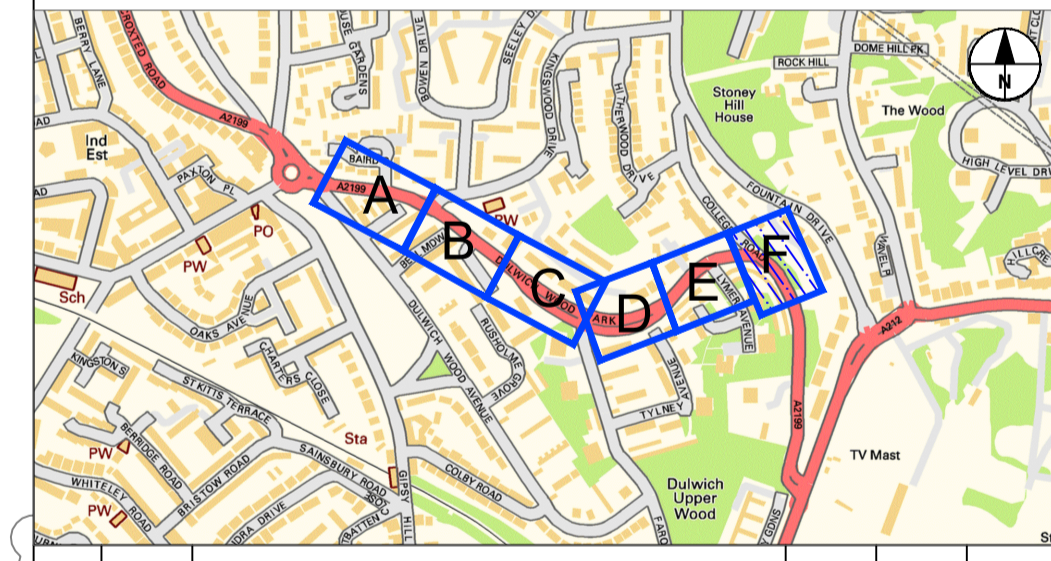 CROXTED ROAD
BERRY LANE
BOWEN DRIVE
KINGSWOOD DRIVE
HITHERWOOD DRIVE
ROCK HILL
DOME HILL PK
N
Stoney
Hill
House
The Wood
HIGH LEVEL
A2199
Ind
Est
PAXTON PL
BAIRD
A2199
A
B
C
D
E
F
PW
PO
PW
COLLEGE ROAD
FOUNTAIN DRIVE
DULWICH WOOD
ARK
LYMER AVENUE
Sch
OAKS AVENUE
DULWICH WOOD AVENUE
RUSHOLME GROVE
A212
KINGSTON'S
CHARTERS CLOSE
ST KITTS TERRACE
TYLNEY AVENUE
A2199
Sta
BERRIDGE ROAD
PW
BRISTOW ROAD
SAINSBURY ROAD
COLBY ROAD
TV Mast
WHITELEY ROAD
PW
GIPSY HILL
Dulwich
Upper
Wood